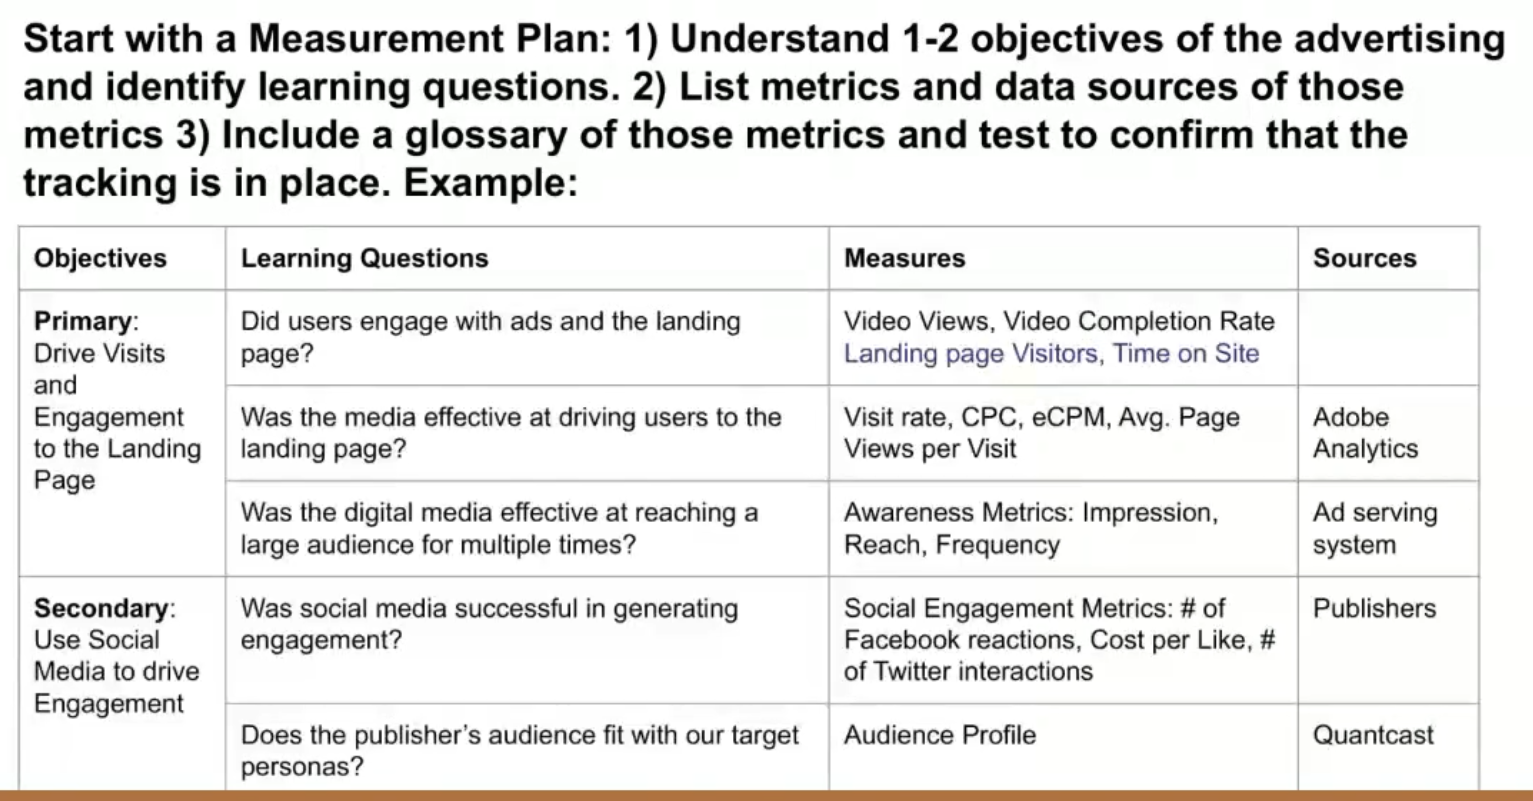 Start with a Measurement Plan: 1) Understand 1-2 objectives of the advertising
and identify learning questions. 2) List metrics and data sources of those
metrics 3) Include a glossary of those metrics and test to confirm that the
tracking is in place. Example:
Objectives
Learning Questions
Measures
Sources
Primary:
Drive Visits
and
Engagement
to the Landing
Page
Did users engage with ads and the landing
page?
Video Views, Video Completion Rate
Landing page Visitors, Time on Site
Was the media effective at driving users to the
landing page?
Visit rate, CPC, eCPM, Avg. Page
Views per Visit
Adobe
Analytics
Was the digital media effective at reaching a
large audience for multiple times?
Awareness Metrics: Impression,
Reach, Frequency
Ad serving
system
Secondary:
Use Social
Media to drive
Engagement
Was social media successful in generating
engagement?
Social Engagement Metrics: # of
Facebook reactions, Cost per Like, #
of Twitter interactions
Publishers
Does the publisher's audience fit with our target
personas?
Audience Profile
Quantcast